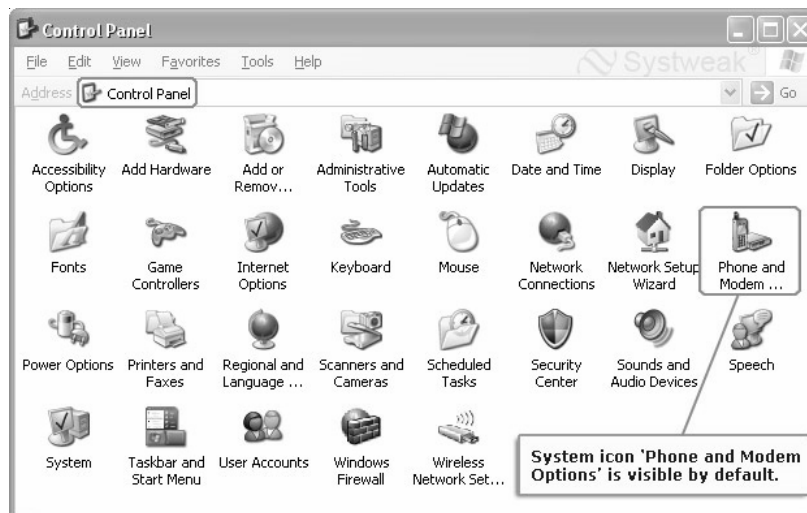 Control Panel
File Edit View Favorites Tools Help
Systweak®
Address Control Panel Go
Accessibility Options
Add Hardware
Add or Remov...
Administrative Tools
Automatic Updates
Date and Time
Display
Folder Options
Fonts
Game Controllers
Internet Options
Keyboard
Mouse
Network Connections
Network Setup Wizard
Phone and Modem ...
Power Options
Printers and Faxes
Regional and Language ...
Scanners and Cameras
Scheduled Tasks
Security Center
Sounds and Audio Devices
Speech
System
Taskbar and Start Menu
User Accounts
Windows Firewall
Wireless Network Set...
System icon 'Phone and Modem
Options' is visible by default.